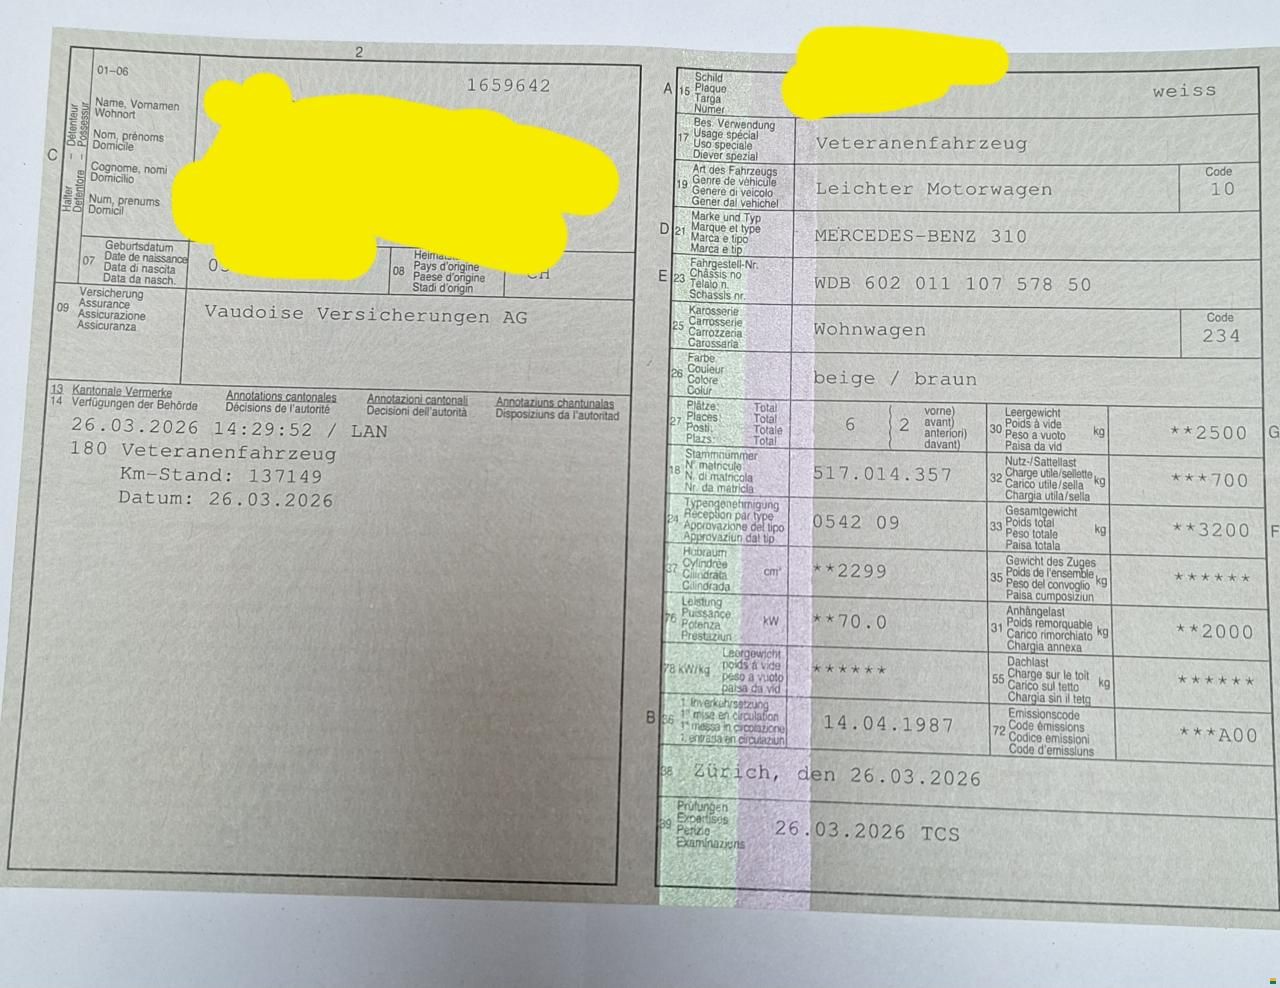 2
01-06
1659642
C
Halter – Détenteur
Detentore – Possessur
Name, Vornamen
Wohnort
Nom, prénoms
Domicile
Cognome, nomi
Domicilio
Num, prenums
Domicil
07
Geburtsdatum
Date de naissance
Data di nascita
Data da nasch.
0
08
Pays d'origine
Paese d'origine
Stadi d'origin
CH
09
Versicherung
Assurance
Assicurazione
Assicuranza
Vaudoise Versicherungen AG
13 Kantonale Vermerke Annotations cantonales Annotazioni cantonali Annotaziuns chantunalas
14 Verfügungen der Behörde Décisions de l'autorité Decisioni dell'autorità Disposiziuns da l'autoritad
26.03.2026 14:29:52 / LAN
180 Veteranenfahrzeug
Km-Stand: 137149
Datum: 26.03.2026
A 15
Schild
Plaque
Targa
Numer
weiss
17
Bes. Verwendung
Usage spécial
Uso speciale
Diever spezial
Veteranenfahrzeug
19
Art des Fahrzeugs
Genre de véhicule
Genere di veicolo
Gener dal vehichel
Leichter Motorwagen
Code
10
D 21
Marke und Typ
Marque et type
Marca e tipo
Marca e tip
MERCEDES-BENZ 310
E 23
Fahrgestell-Nr.
Châssis no
Telaio n.
Schassis nr.
WDB 602 011 107 578 50
25
Karosserie
Carrosserie
Carrozzeria
Carossaria
Wohnwagen
Code
234
26
Farbe
Couleur
Colore
Colur
beige / braun
27
Plätze: Total
Places: Total
Posti: Totale
Plazs: Total
6
2
vorne)
avant)
anteriori)
davant)
30
Leergewicht
Poids à vide
Peso a vuoto
Paisa da vid
kg
**2500
G
18
Stammnummer
N° matricule
N. di matricola
Nr. da matricla
517.014.357
32
Nutz-/Sattellast
Charge utile/sellette
Carico utile/sella
Chargia utila/sella
kg
***700
24
Typengenehmigung
Réception par type
Approvazione del tipo
Approvaziun dal tip
0542 09
33
Gesamtgewicht
Poids total
Peso totale
Paisa totala
kg
**3200
F
37
Hubraum
Cylindrée
Cilindrata
Cilindrada
cm³
**2299
35
Gewicht des Zuges
Poids de l'ensemble
Peso del convoglio
Paisa cumposiziun
kg
******
76
Leistung
Puissance
Potenza
Prestaziun
kW
**70.0
31
Anhängelast
Poids remorquable
Carico rimorchiato
Chargia annexa
kg
**2000
78 kW/kg
Leergewicht
poids à vide
peso a vuoto
paisa da vid
******
55
Dachlast
Charge sur le toit
Carico sul tetto
Chargia sin il tetg
kg
******
B 36
1. Inverkehrsetzung
1re mise en circulation
1a messa in circolazione
1. entrada en circulaziun
14.04.1987
72
Emissionscode
Code émissions
Codice emissioni
Code d'emissiuns
***A00
38
Zürich, den 26.03.2026
39
Prüfungen
Expertises
Perizie
Examinaziuns
26.03.2026 TCS